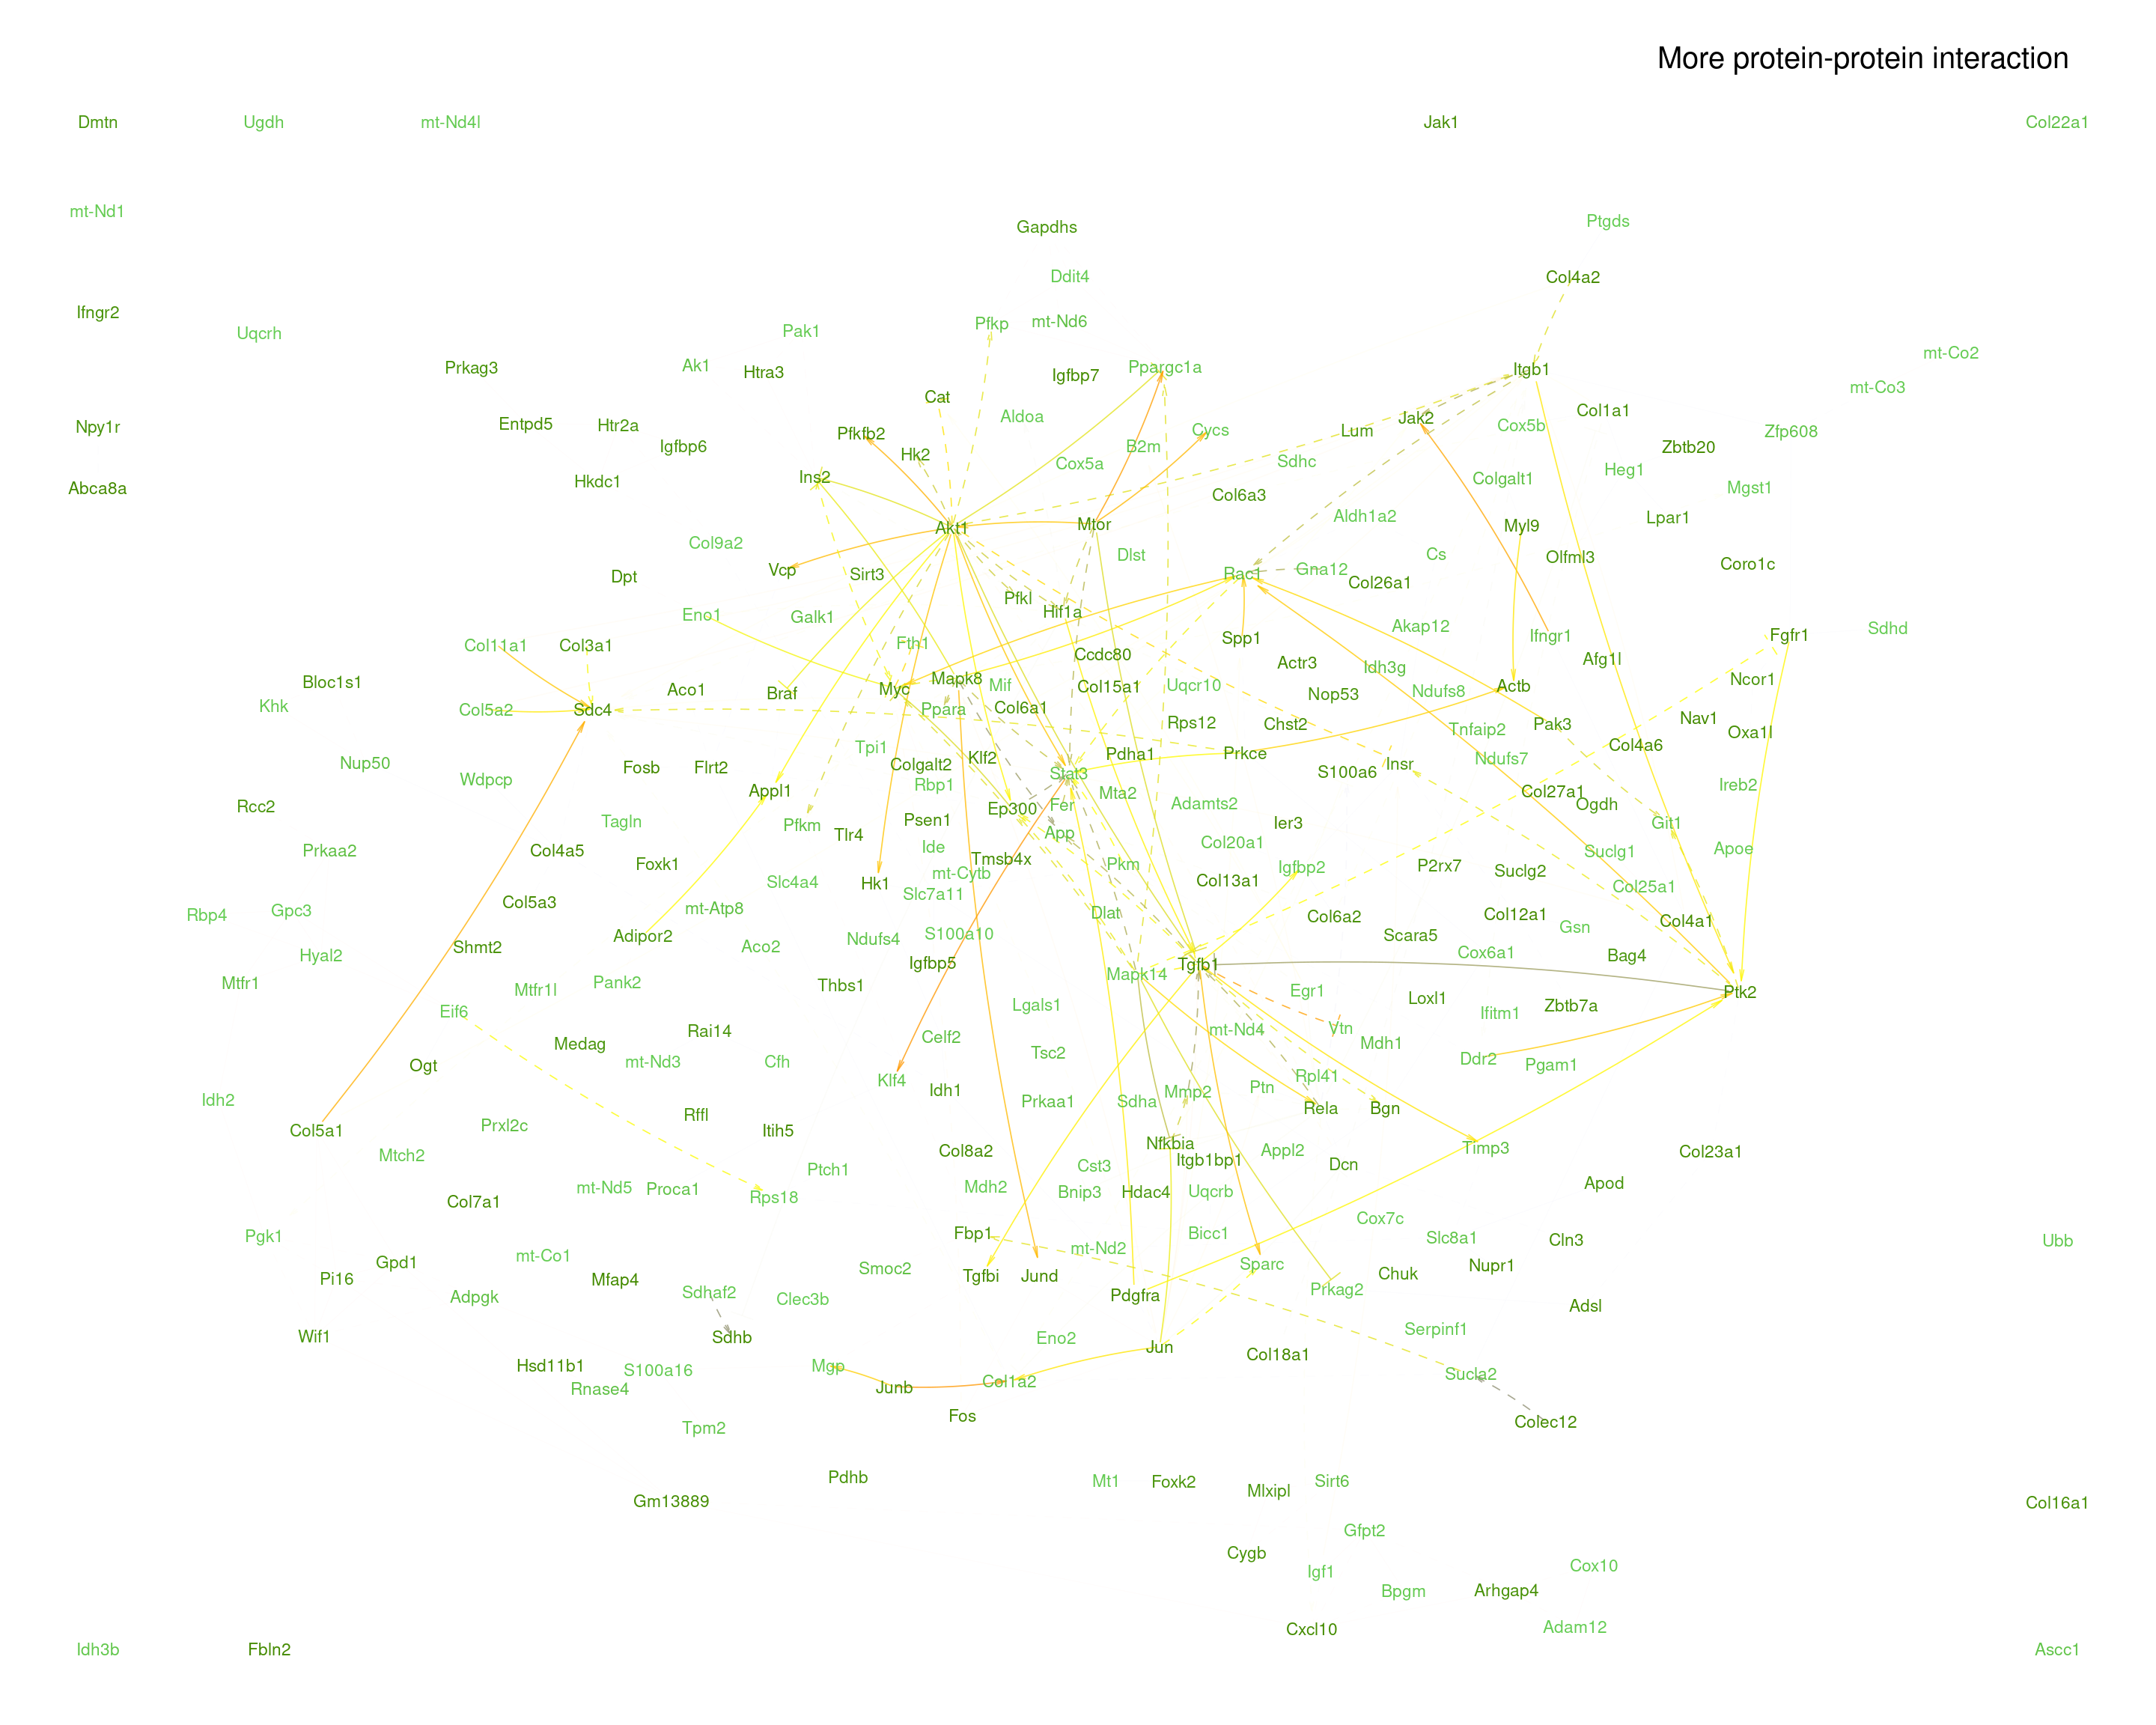 More protein-protein interaction
Dmtn
Ugdh
mt-Nd4l
Jak1
Col22a1
mt-Nd1
Ptgds
Gapdhs
Ddit4
Col4a2
Ifngr2
Pfkp
mt-Nd6
Uqcrh
Pak1
mt-Co2
Prkag3
Ak1
Htra3
Igfbp7
Ppargc1a
Itgb1
mt-Co3
Cat
Aldoa
Col1a1
Npy1r
Entpd5
Htr2a
Pfkfb2
Cycs
Lum
Jak2
Cox5b
Zfp608
Igfbp6
Hk2
B2m
Zbtb20
Cox5a
Sdhc
Heg1
Abca8a
Hkdc1
Ins2
Col6a3
Colgalt1
Mgst1
Akt1
Mtor
Aldh1a2
Myl9
Lpar1
Col9a2
Dlst
Cs
Olfml3
Coro1c
Dpt
Vcp
Sirt3
Rac1
Gna12
Col26a1
Eno1
Galk1
Pfkl
Hif1a
Akap12
Ifngr1
Fgfr1
Sdhd
Col11a1
Col3a1
Fth1
Ccdc80
Spp1
Actr3
Idh3g
Afg1l
Bloc1s1
Aco1
Braf
Myc
Mapk8
Mif
Col15a1
Uqcr10
Nop53
Ndufs8
Actb
Ncor1
Khk
Col5a2
Sdc4
Ppara
Col6a1
Rps12
Chst2
Tnfaip2
Pak3
Nav1
Oxa1l
Tpi1
Colgalt2
Klf2
Pdha1
Prkce
Col4a6
Nup50
Wdpcp
Fosb
Flrt2
Rbp1
Stat3
S100a6
Insr
Ndufs7
Rcc2
Appl1
Ep300
Fer
Mta2
Adamts2
Col27a1
Ogdh
Ireb2
Tagln
Pfkm
Tlr4
Psen1
App
Ier3
Git1
Prkaa2
Col4a5
Foxk1
Ide
Tmsb4x
Pkm
Col20a1
Igfbp2
P2rx7
Suclg2
Suclg1
Apoe
Slc4a4
Hk1
mt-Cytb
Slc7a11
Col13a1
Col25a1
Rbp4
Gpc3
Col5a3
mt-Atp8
Dlat
Col6a2
Col12a1
Col4a1
Shmt2
Adipor2
Aco2
Ndufs4
S100a10
Scara5
Gsn
Hyal2
Igfbp5
Tgfb1
Cox6a1
Bag4
Mtfr1
Mtfr1l
Pank2
Thbs1
Mapk14
Egr1
Loxl1
Ptk2
Eif6
Lgals1
Ifitm1
Zbtb7a
Medag
Rai14
Celf2
mt-Nd4
Vtn
Mdh1
Ogt
mt-Nd3
Cfh
Tsc2
Ddr2
Pgam1
Klf4
Idh1
Rpl41
Idh2
Prkaa1
Sdha
Mmp2
Ptn
Rela
Bgn
Col5a1
Prxl2c
Rffl
Itih5
Nfkbia
Timp3
Mtch2
Ptch1
Col8a2
Cst3
Itgb1bp1
Appl2
Dcn
Col23a1
Col7a1
mt-Nd5
Proca1
Rps18
Mdh2
Bnip3
Hdac4
Uqcrb
Apod
Pgk1
Fbp1
Bicc1
Cox7c
Slc8a1
Cln3
Ubb
Pi16
Gpd1
mt-Co1
Mfap4
Smoc2
Tgfbi
Jund
mt-Nd2
Sparc
Chuk
Nupr1
Adpgk
Sdhaf2
Clec3b
Pdgfra
Prkag2
Adsl
Wif1
Sdhb
Eno2
Jun
Serpinf1
Hsd11b1
S100a16
Mgp
Col18a1
Sucla2
Rnase4
Junb
Col1a2
Tpm2
Fos
Colec12
Pdhb
Mt1
Foxk2
Mlxipl
Sirt6
Gm13889
Col16a1
Gfpt2
Cygb
Igf1
Cox10
Bpgm
Arhgap4
Cxcl10
Adam12
Idh3b
Fbln2
Ascc1